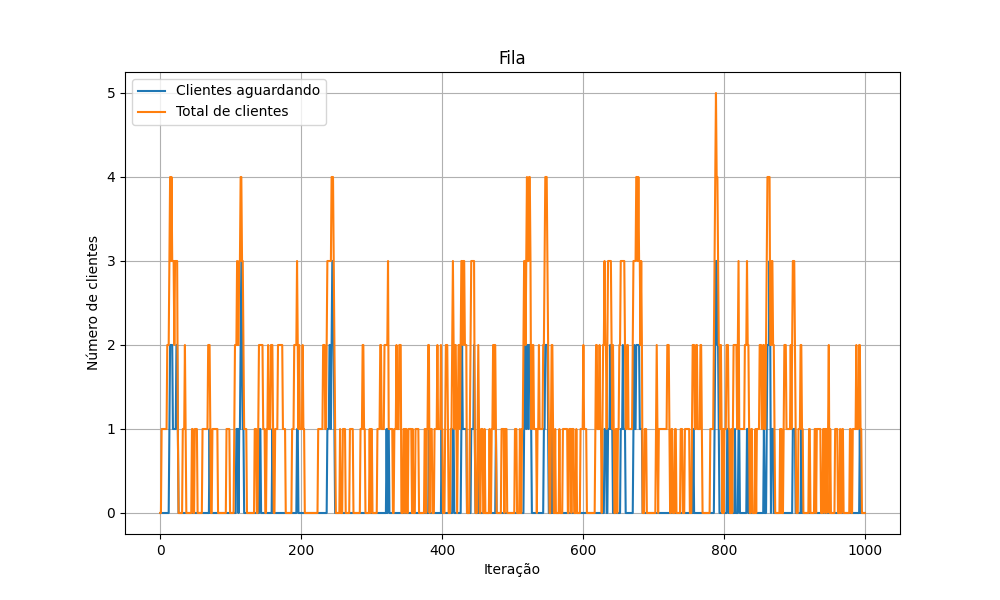 Fila
Clientes aguardando
Total de clientes
Número de clientes
5
4
3
2
1
0
0 200 400 600 800 1000
Iteração